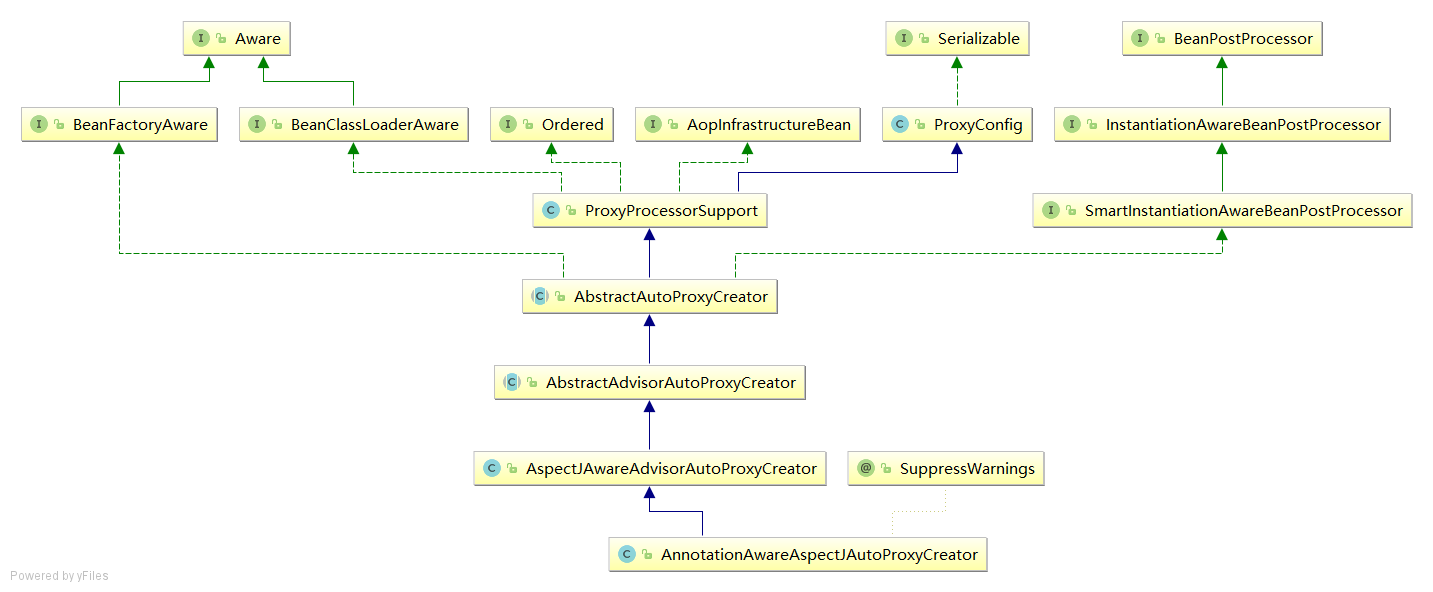 I Aware
I Serializable
I BeanPostProcessor
I BeanFactoryAware
I BeanClassLoaderAware
I Ordered
I AopInfrastructureBean
C ProxyConfig
I InstantiationAwareBeanPostProcessor
C ProxyProcessorSupport
I SmartInstantiationAwareBeanPostProcessor
C AbstractAutoProxyCreator
C AbstractAdvisorAutoProxyCreator
C AspectJAwareAdvisorAutoProxyCreator
@ SuppressWarnings
C AnnotationAwareAspectJAutoProxyCreator
Powered by yFiles